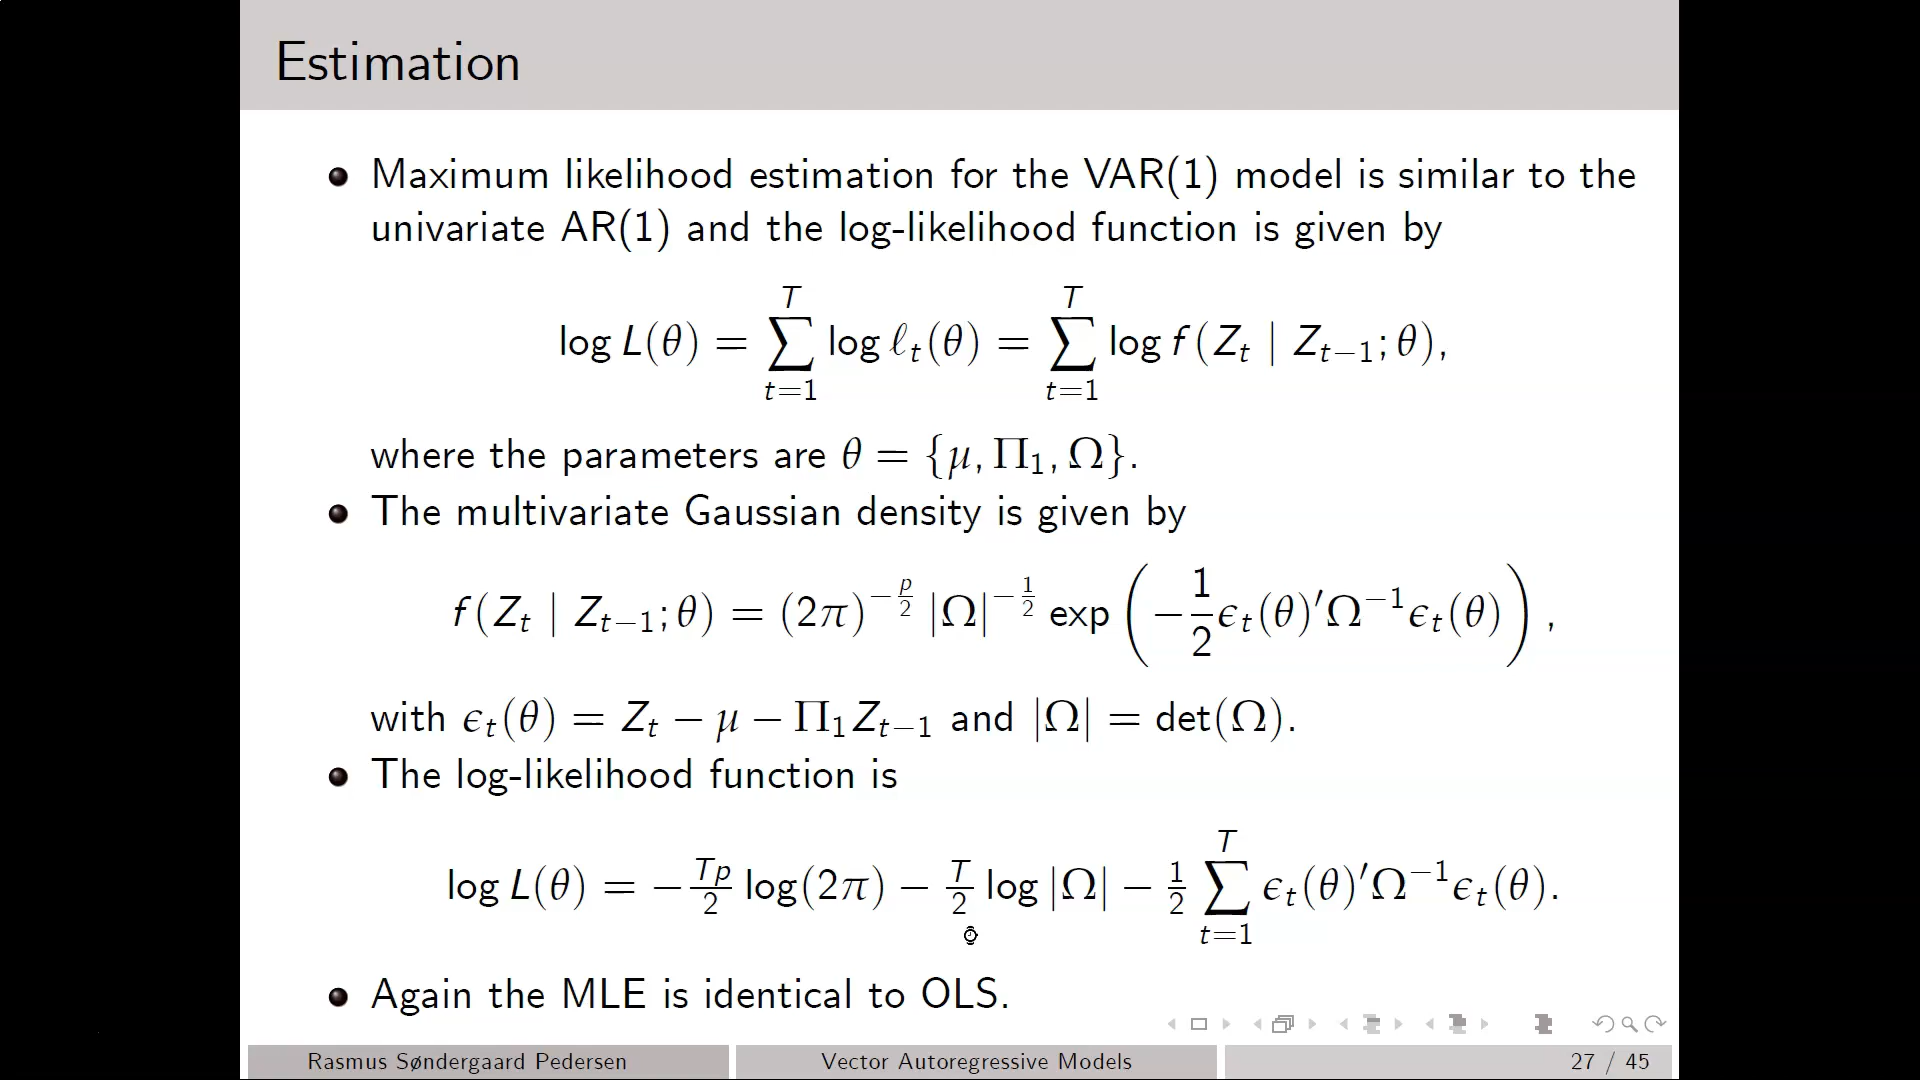 Estimation
Maximum likelihood estimation for the VAR(1) model is similar to the
univariate AR(1) and the log-likelihood function is given by
log L(θ) = ∑_{t=1}^{T} log ℓ_t(θ) = ∑_{t=1}^{T} log f(Z_t | Z_{t−1}; θ),
where the parameters are θ = {μ, Π_1, Ω}.
The multivariate Gaussian density is given by
f(Z_t | Z_{t−1}; θ) = (2π)^{−p/2} |Ω|^{−1/2} exp(−1/2 ϵ_t(θ)′Ω^{−1}ϵ_t(θ)),
with ϵ_t(θ) = Z_t − μ − Π_1 Z_{t−1} and |Ω| = det(Ω).
The log-likelihood function is
log L(θ) = −Tp/2 log(2π) − T/2 log |Ω| − 1/2 ∑_{t=1}^{T} ϵ_t(θ)′Ω^{−1}ϵ_t(θ).
Again the MLE is identical to OLS.
Rasmus Søndergaard Pedersen
Vector Autoregressive Models
27 / 45